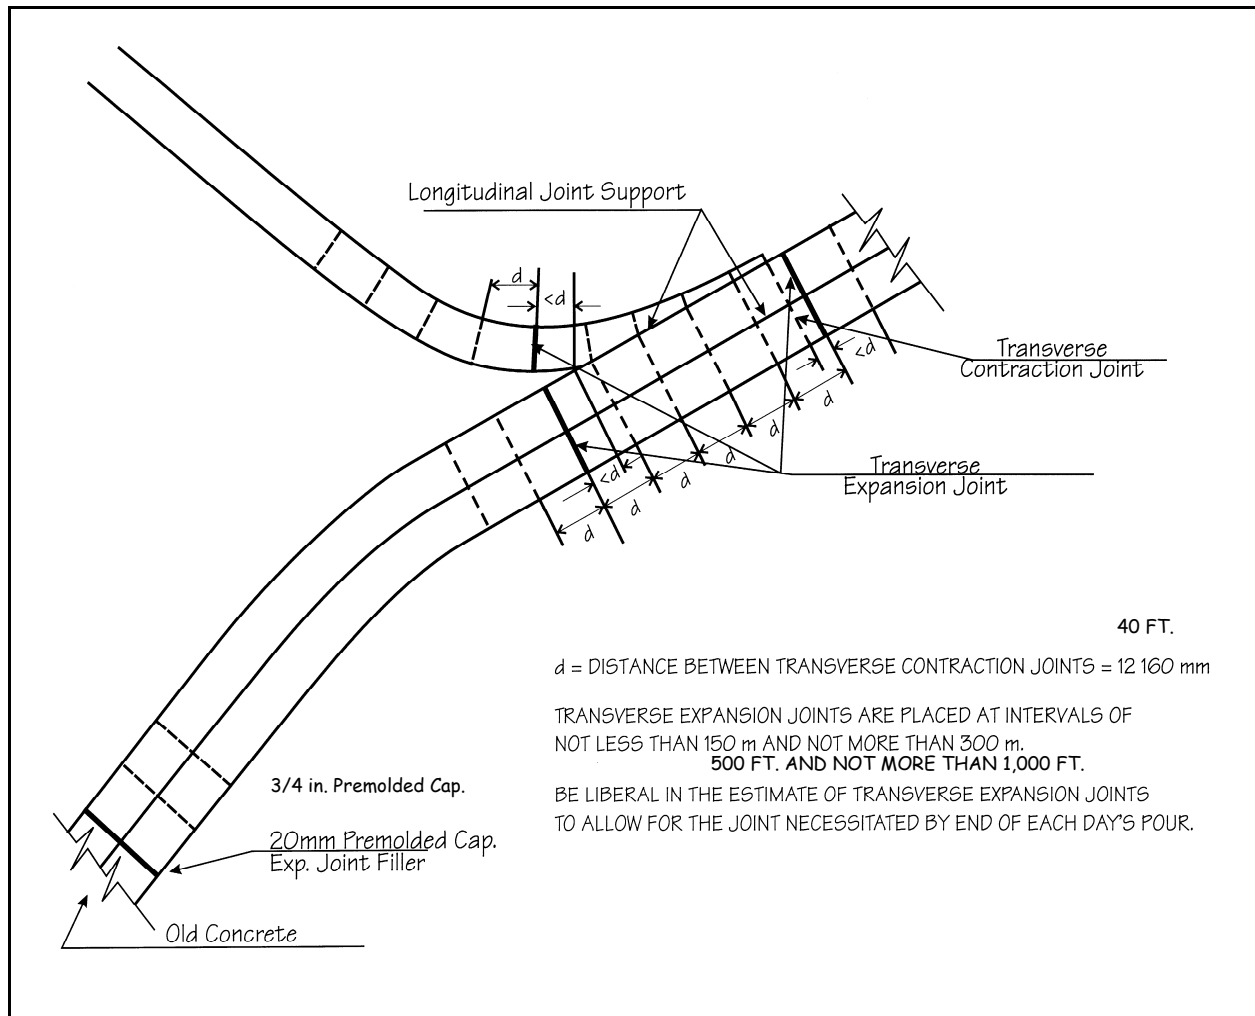 Longitudinal Joint Support
d
<d
Transverse
Contraction Joint
<d
d
d
d
d
d
<d
d
Transverse
Expansion Joint
40 FT.
d = DISTANCE BETWEEN TRANSVERSE CONTRACTION JOINTS = 12 160 mm
TRANSVERSE EXPANSION JOINTS ARE PLACED AT INTERVALS OF
NOT LESS THAN 150 m AND NOT MORE THAN 300 m.
500 FT. AND NOT MORE THAN 1,000 FT.
BE LIBERAL IN THE ESTIMATE OF TRANSVERSE EXPANSION JOINTS
TO ALLOW FOR THE JOINT NECESSITATED BY END OF EACH DAY'S POUR.
3/4 in. Premolded Cap.
20mm Premolded Cap.
Exp. Joint Filler
Old Concrete